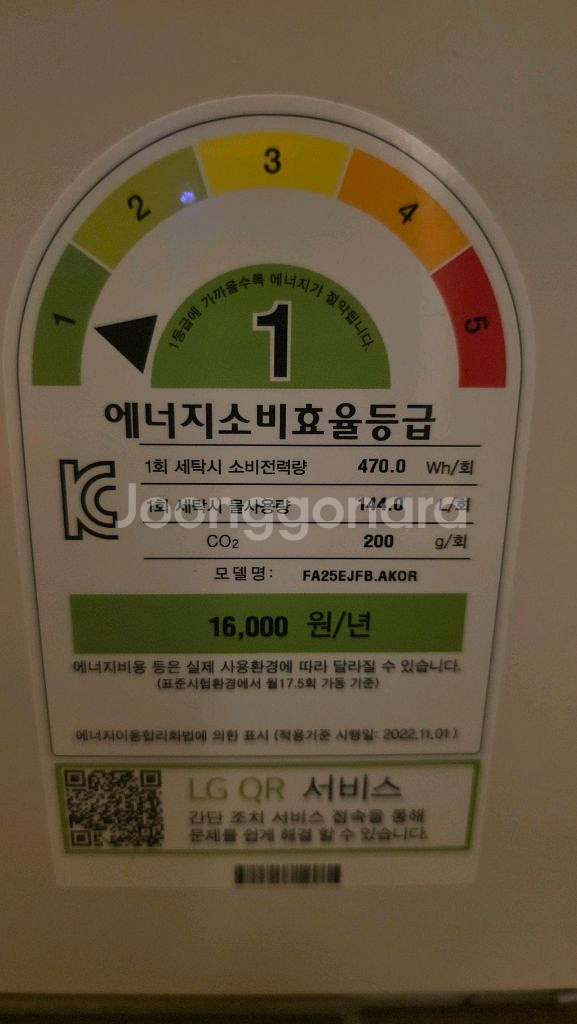 1
2
3
4
5
1등급에 가까울수록 에너지가 절약됩니다.
1
에너지소비효율등급
1회 세탁시 소비전력량 470.0 Wh/회
1회 세탁시 물사용량 144.0 L/회
Joonggonara
CO2 200 g/회
모델명: FA25EJFB.AKOR
16,000 원/년
에너지비용 등은 실제 사용환경에 따라 달라질 수 있습니다.
(표준시험환경에서 월17.5회 가동 기준)
에너지이용합리화법에 의한 표시 (적용기준 시행일: 2022.11.01)
LG QR 서비스
간단 조치 서비스 접속을 통해
문제를 쉽게 해결 할 수 있습니다.